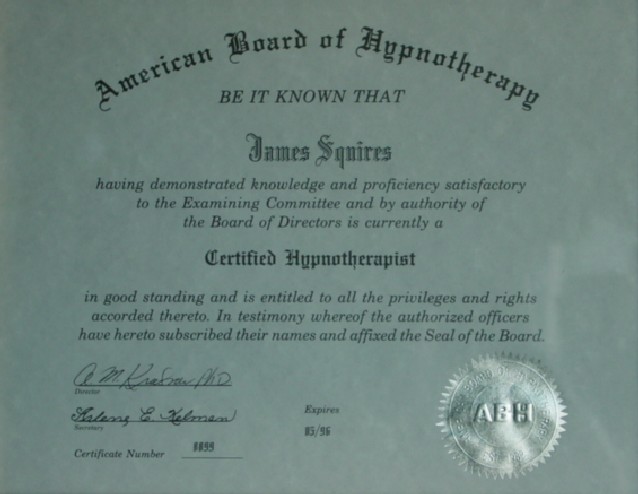 American Board of Hypnotherapy
BE IT KNOWN THAT
James Squires
having demonstrated knowledge and proficiency satisfactory
to the Examining Committee and by authority of
the Board of Directors is currently a
Certified Hypnotherapist
in good standing and is entitled to all the privileges and rights
accorded thereto. In testimony whereof the authorized officers
have hereto subscribed their names and affixed the Seal of the Board.
Director
Secretary
Expires
05/96
Certificate Number
ABH